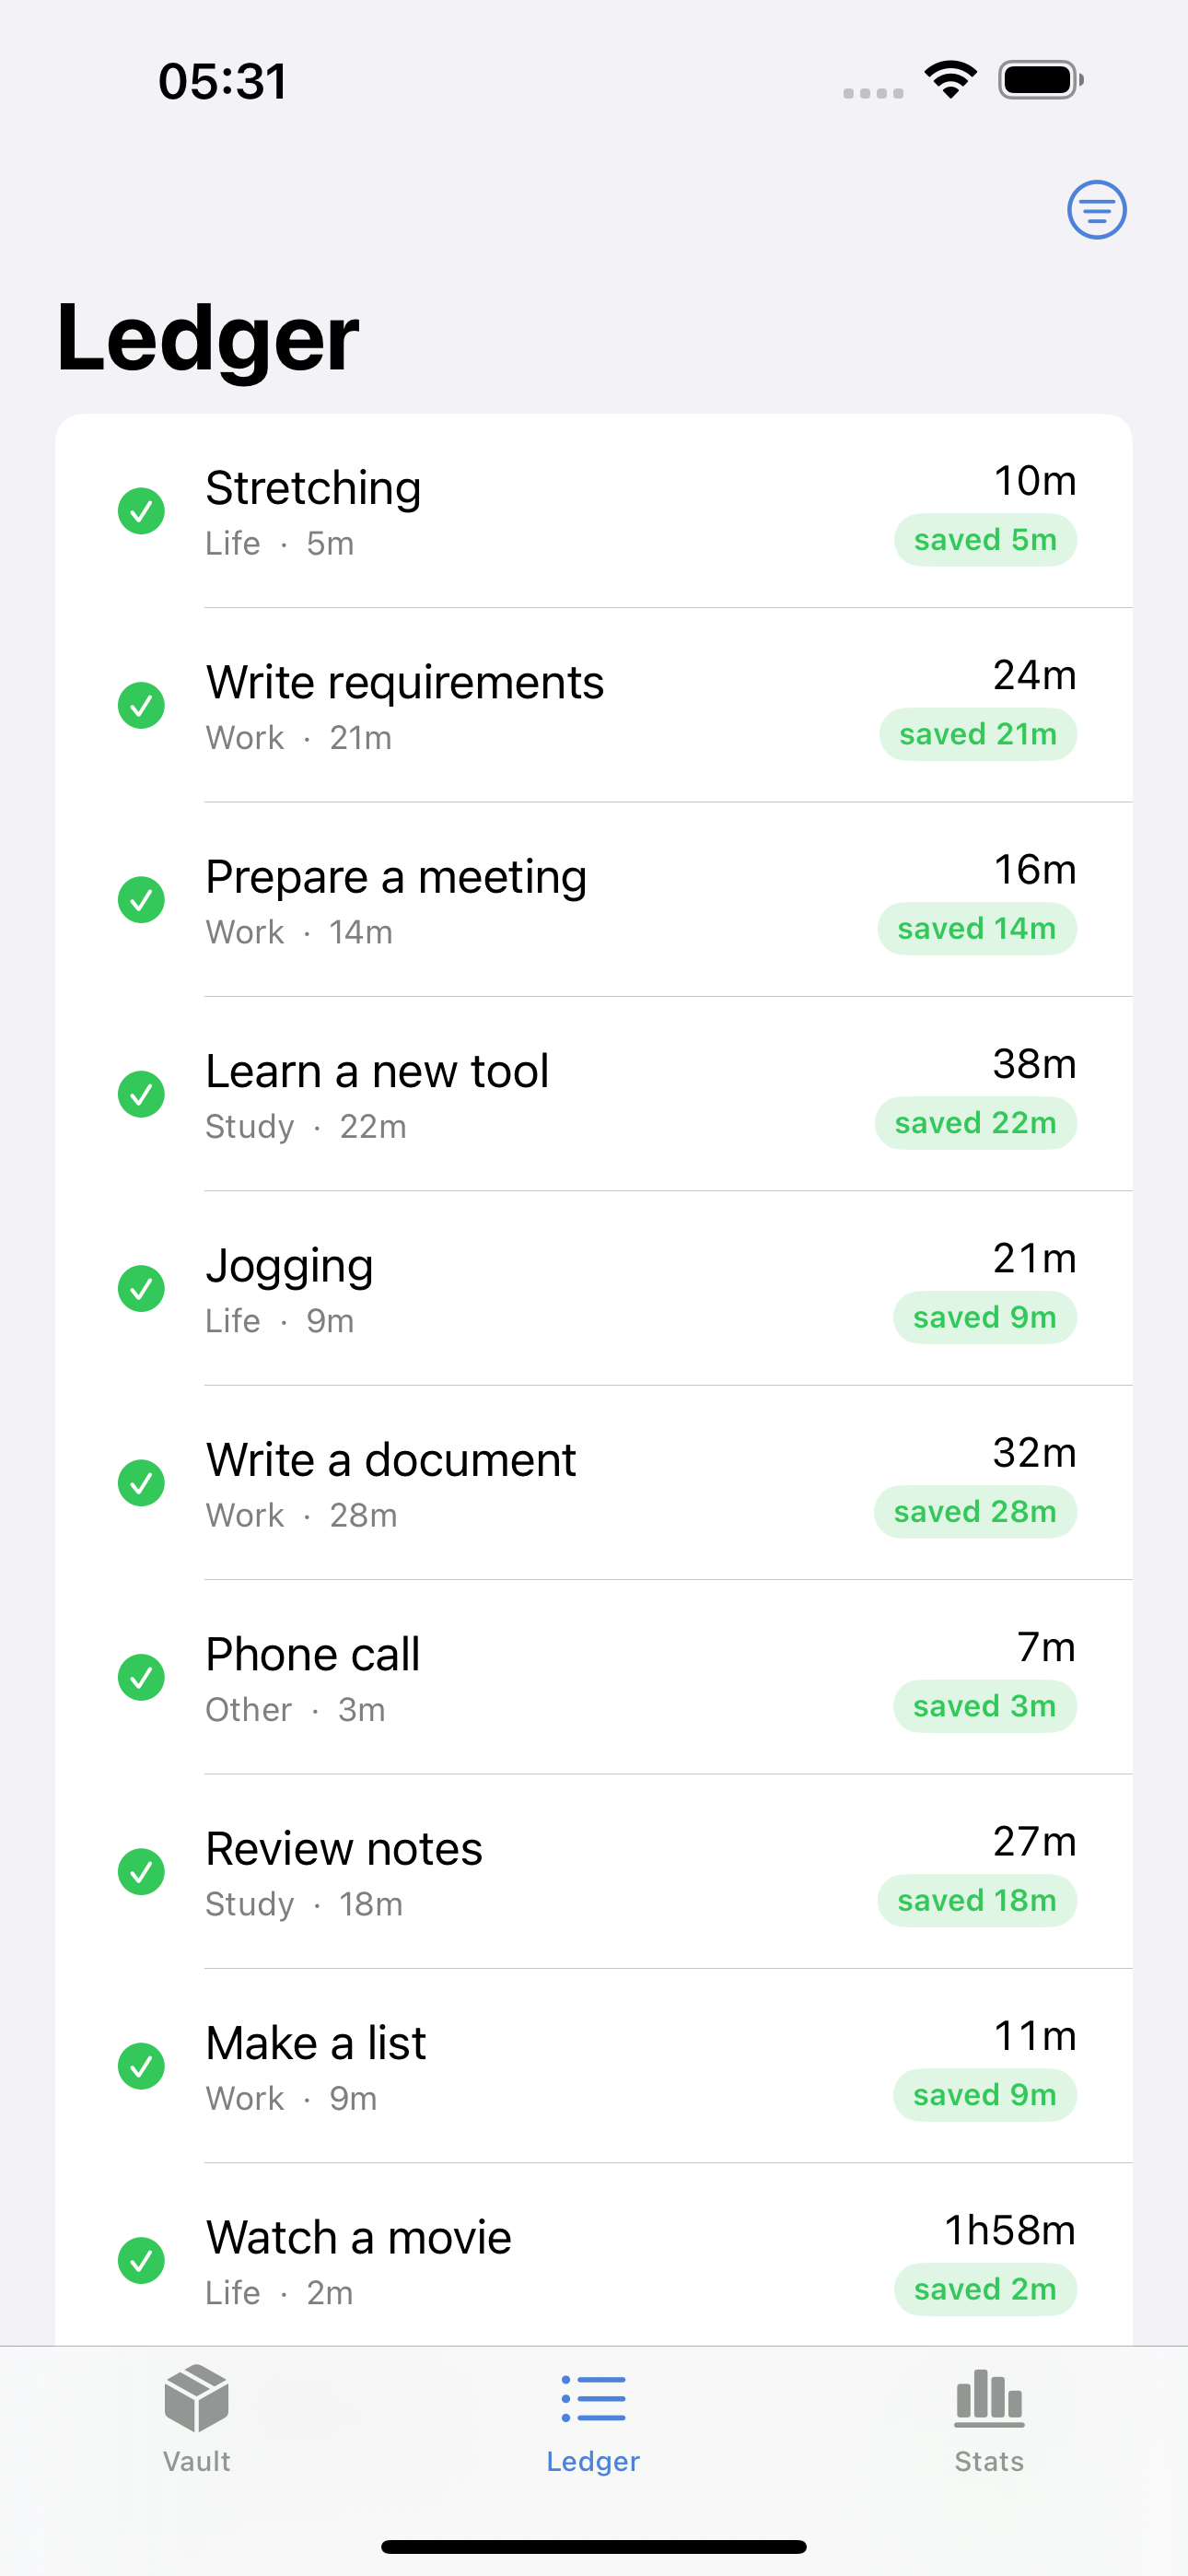 05:31
Ledger
Stretching
10m
Life · 5m
saved 5m
Write requirements
24m
Work · 21m
saved 21m
Prepare a meeting
16m
Work · 14m
saved 14m
Learn a new tool
38m
Study · 22m
saved 22m
Jogging
21m
Life · 9m
saved 9m
Write a document
32m
Work · 28m
saved 28m
Phone call
7m
Other · 3m
saved 3m
Review notes
27m
Study · 18m
saved 18m
Make a list
11m
Work · 9m
saved 9m
Watch a movie
1h58m
Life · 2m
saved 2m
Vault
Ledger
Stats